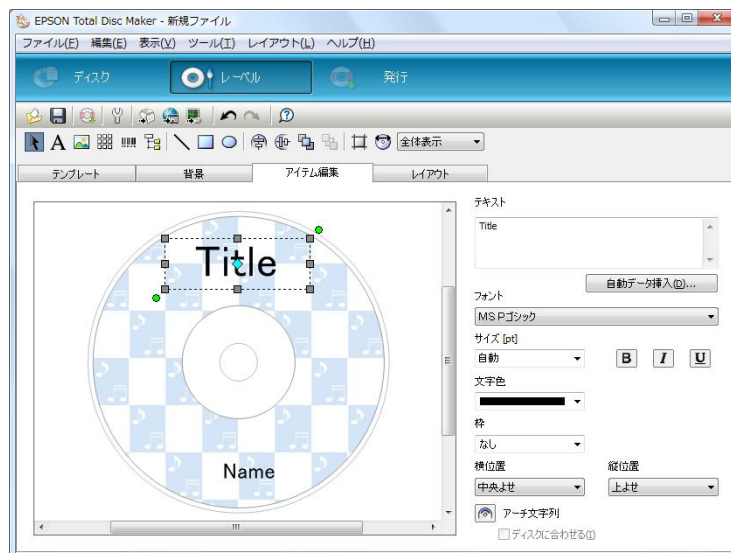 EPSON Total Disc Maker - 新規ファイル
ファイル(F) 編集(E) 表示(V) ツール(T) レイアウト(L) ヘルプ(H)
ディスク レーベル 発行
全体表示
テンプレート 背景 アイテム編集 レイアウト
テキスト
Title
自動データ挿入(D)...
フォント
MS Pゴシック
サイズ [pt]
自動 B I U
文字色
枠
なし
横位置 縦位置
中央よせ 上よせ
アーチ文字列
ディスクに合わせる(I)
Title
Name